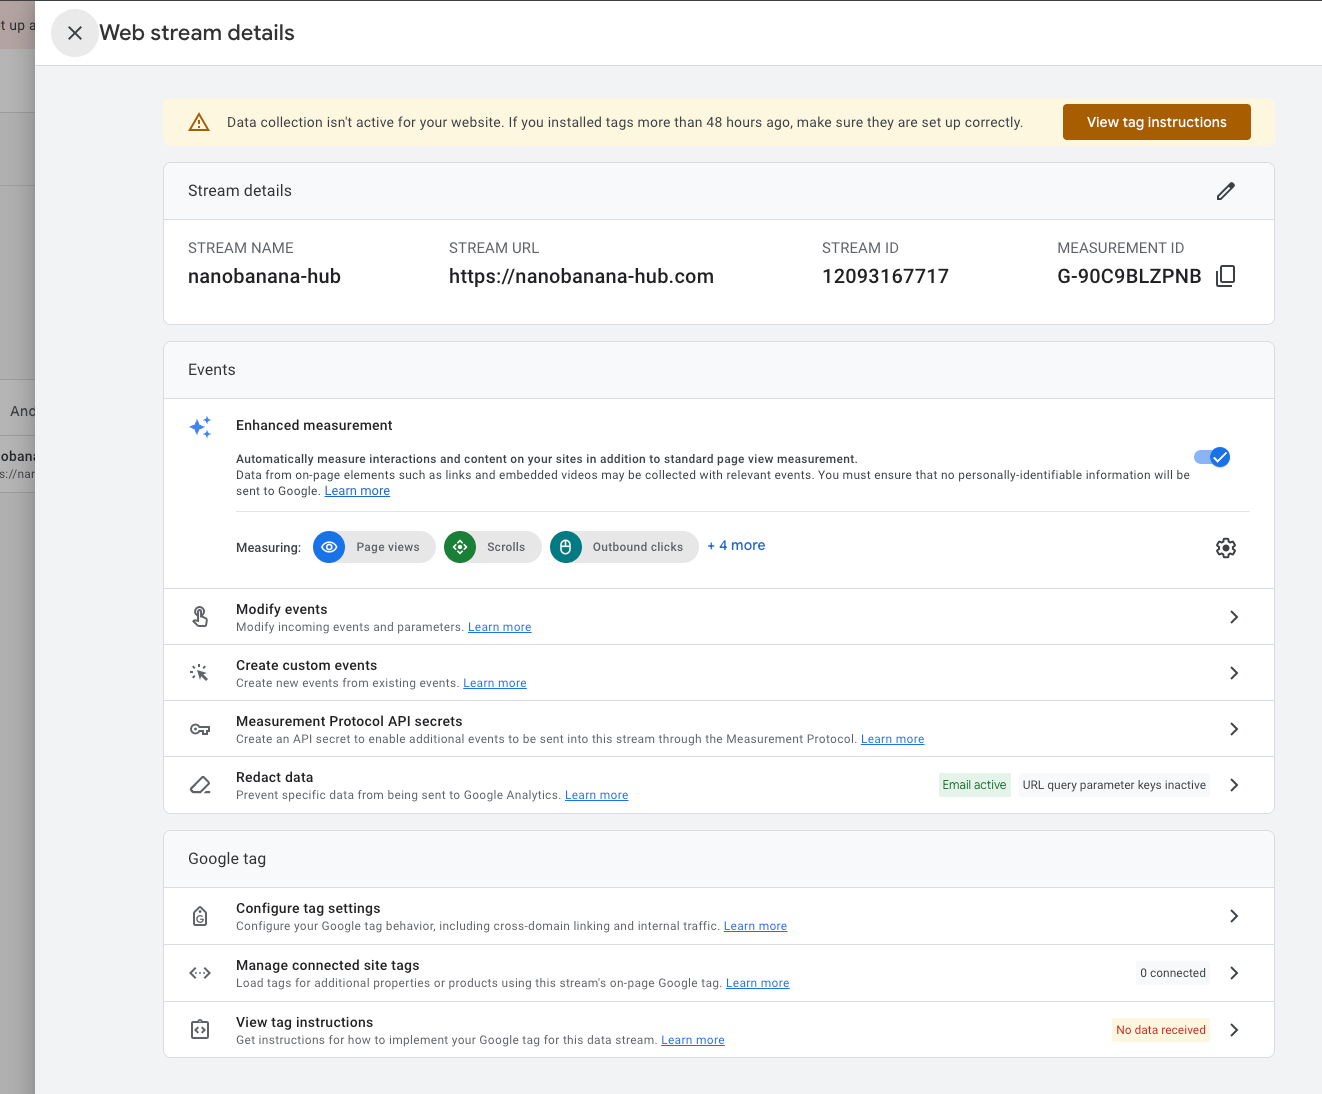 t up a
Web stream details
Data collection isn't active for your website. If you installed tags more than 48 hours ago, make sure they are set up correctly.
View tag instructions
Stream details
STREAM NAME
nanobanana-hub
STREAM URL
https://nanobanana-hub.com
STREAM ID
12093167717
MEASUREMENT ID
G-90C9BLZPNB
Events
Enhanced measurement
Automatically measure interactions and content on your sites in addition to standard page view measurement.
Data from on-page elements such as links and embedded videos may be collected with relevant events. You must ensure that no personally-identifiable information will be
sent to Google. Learn more
Measuring: Page views Scrolls Outbound clicks + 4 more
And
obana
s://nar
Modify events
Modify incoming events and parameters. Learn more
Create custom events
Create new events from existing events. Learn more
Measurement Protocol API secrets
Create an API secret to enable additional events to be sent into this stream through the Measurement Protocol. Learn more
Redact data
Prevent specific data from being sent to Google Analytics. Learn more
Email active
URL query parameter keys inactive
Google tag
Configure tag settings
Configure your Google tag behavior, including cross-domain linking and internal traffic. Learn more
Manage connected site tags
Load tags for additional properties or products using this stream's on-page Google tag. Learn more
0 connected
View tag instructions
Get instructions for how to implement your Google tag for this data stream. Learn more
No data received